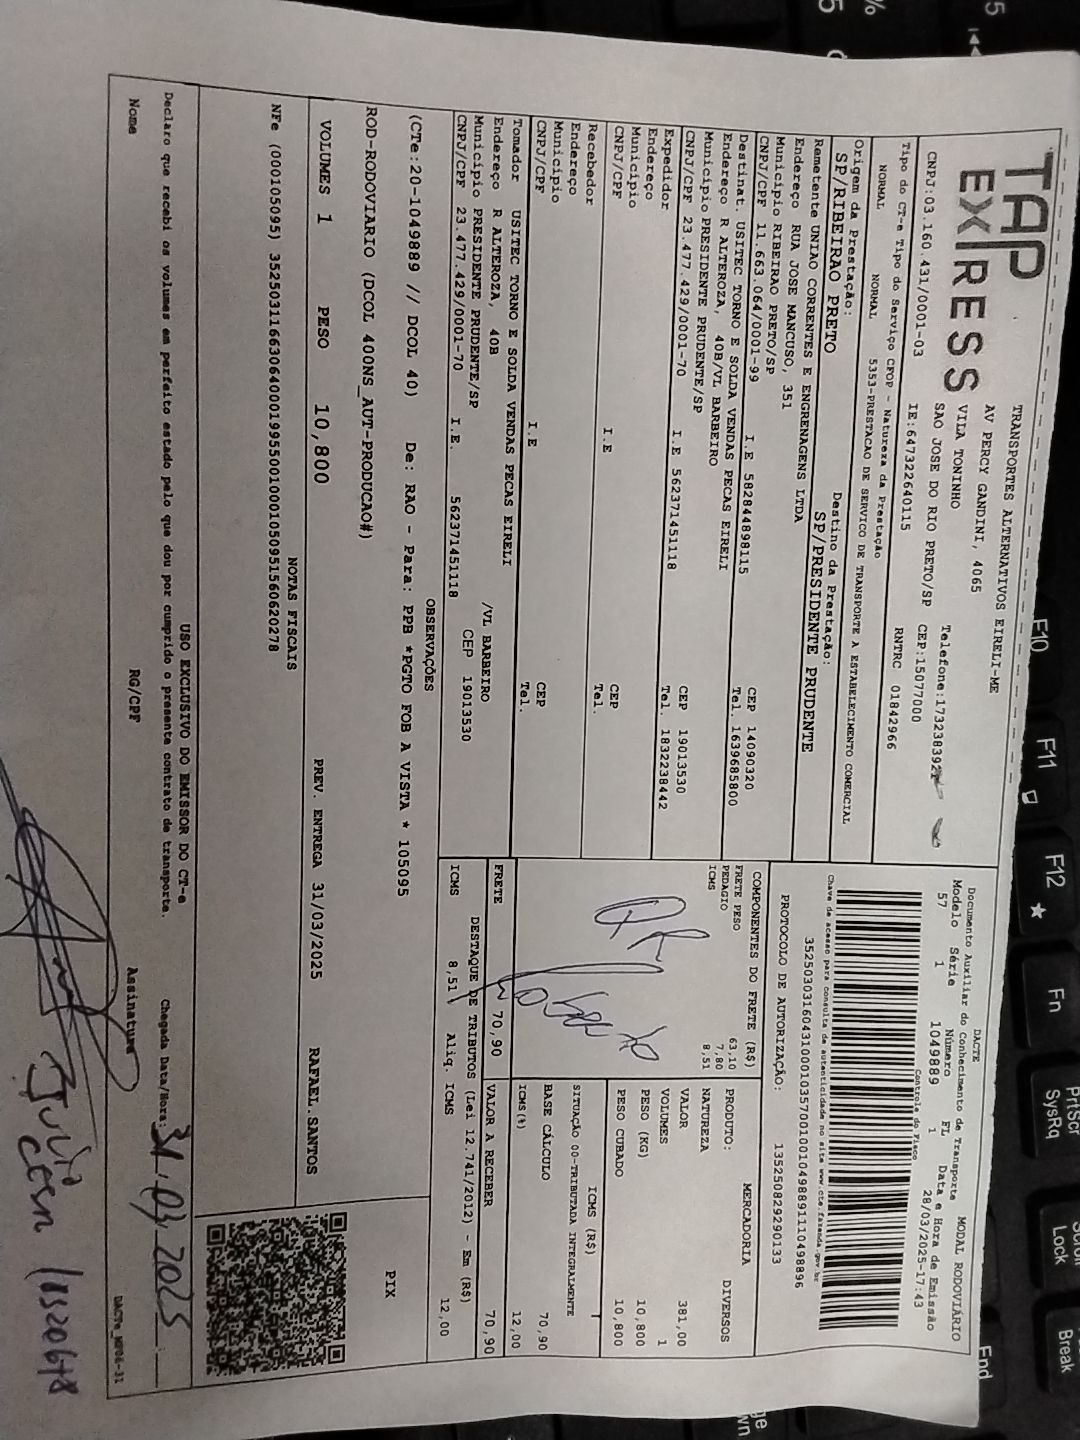 TAP
EXPRESS
TRANSPORTES ALTERNATIVOS EIRELI-ME
AV PERCY GANDINI, 4065
VILA TONINHO
SAO JOSE DO RIO PRETO/SP
Telefone:1732383921
CEP:15077000
CNPJ:03.160.431/0001-03
IE:647322640115
RNTRC 01842966
Tipo do CT-e Tipo do Serviço CFOP - Natureza da Prestação
NORMAL NORMAL 5353-PRESTACAO DE SERVICO DE TRANSPORTE A ESTABELECIMENTO COMERCIAL
Origem da Prestação: Destino da Prestação:
SP/RIBEIRAO PRETO SP/PRESIDENTE PRUDENTE
Remetente UNIAO CORRENTES E ENGRENAGENS LTDA
Endereço RUA JOSE MANCUSO, 351
Município RIBEIRAO PRETO/SP CEP 14090320
CNPJ/CPF 11.663.064/0001-99 I.E 582844898115 Tel. 1639685800
Destinat. USITEC TORNO E SOLDA VENDAS PECAS EIRELI
Endereço R ALTEROZA, 40B/VL BARBEIRO
Município PRESIDENTE PRUDENTE/SP CEP 19013530
CNPJ/CPF 23.477.429/0001-70 I.E 562371451118 Tel. 1832238442
Expedidor
Endereço
Município CEP
CNPJ/CPF I.E Tel.
Recebedor
Endereço
Município CEP
CNPJ/CPF I.E Tel.
Tomador USITEC TORNO E SOLDA VENDAS PECAS EIRELI
Endereço R ALTEROZA, 40B /VL BARBEIRO
Município PRESIDENTE PRUDENTE/SP CEP 19013530
CNPJ/CPF 23.477.429/0001-70 I.E. 562371451118
DACTE MODAL RODOVIÁRIO
Documento Auxiliar do Conhecimento de Transporte
Modelo Série Número FL Data e Hora de Emissão
57 1 1049889 1 28/03/2025-17:43
Controle do Fisco
Chave de acesso para consulta de autenticidade no site www.cte.fazenda.gov.br
35250303160431000103570010010498891110498896
PROTOCOLO DE AUTORIZAÇÃO: 135250829290133
COMPONENTES DO FRETE (R$)
FRETE PESO 63,10
PEDAGIO 7,80
ICMS 8,51
OK
FRETE 70,90
MERCADORIA
PRODUTO: DIVERSOS
NATUREZA
VALOR 381,00
VOLUMES 1
PESO (KG) 10,800
PESO CUBADO 10,800
ICMS (R$)
SITUAÇÃO 00-TRIBUTADA INTEGRALMENTE
BASE CÁLCULO 70,90
ICMS(%) 12,00
VALOR A RECEBER 70,90
DESTAQUE DE TRIBUTOS (Lei 12.741/2012) - Em (R$)
ICMS 8,51 Aliq. ICMS 12,00
OBSERVAÇÕES
(CTe:20-1049889 // DCOL 40) De: RAO - Para: PPB *PGTO FOB A VISTA * 105095
ROD-RODOVIARIO (DCOL 400NS_AUT-PRODUCAO#)
PIX
VOLUMES 1 PESO 10,800 PREV. ENTREGA 31/03/2025 RAFAEL.SANTOS
NOTAS FISCAIS
NFe (000105095) 35250311663064000199550010001050951560620278
USO EXCLUSIVO DO EMISSOR DO CT-e
Declaro que recebi os volumes em perfeito estado pelo que dou por cumprido o presente contrato de transporte. Chegada Data/Hora: 31.03.2025
Nome RG/CPF Assinatura